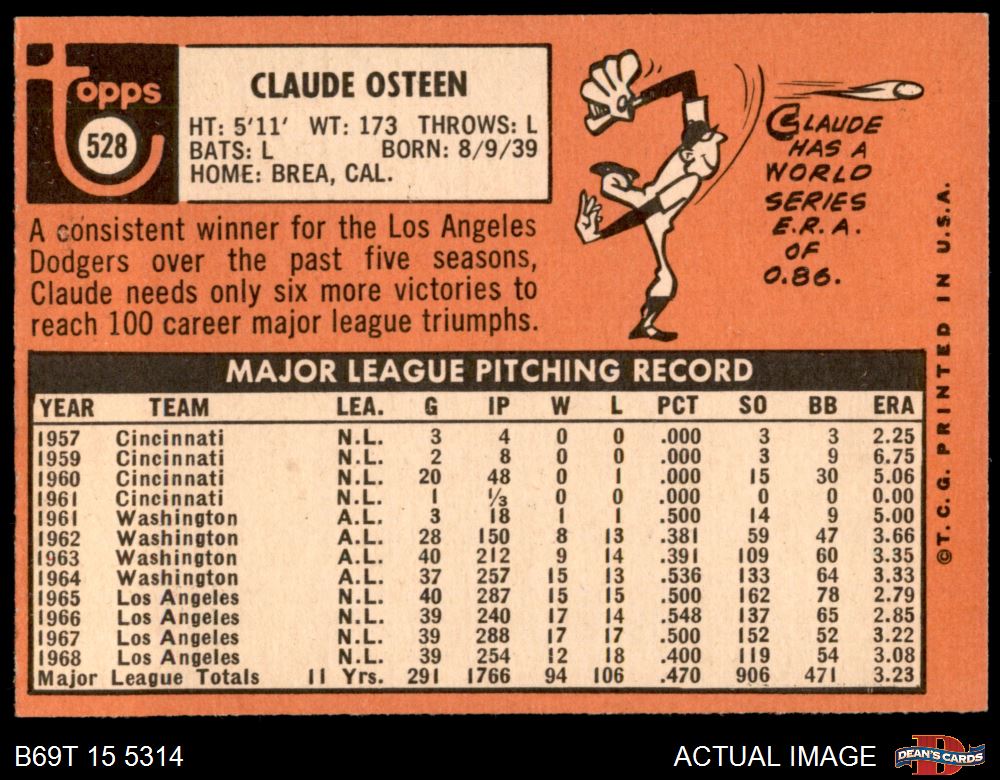 Topps
528
CLAUDE OSTEEN
HT: 5'11' WT: 173 THROWS: L
BATS: L BORN: 8/9/39
HOME: BREA, CAL.
A consistent winner for the Los Angeles
Dodgers over the past five seasons,
Claude needs only six more victories to
reach 100 career major league triumphs.
CLAUDE
HAS A
WORLD
SERIES
E.R.A.
OF
0.86.
MAJOR LEAGUE PITCHING RECORD
YEAR TEAM LEA. G IP W L PCT SO BB ERA
1957 Cincinnati N.L. 3 4 0 0 .000 3 3 2.25
1959 Cincinnati N.L. 2 8 0 0 .000 3 9 6.75
1960 Cincinnati N.L. 20 48 0 1 .000 15 30 5.06
1961 Cincinnati N.L. 1 1/3 0 0 .000 0 0 0.00
1961 Washington A.L. 3 18 1 1 .500 14 9 5.00
1962 Washington A.L. 28 150 8 13 .381 59 47 3.66
1963 Washington A.L. 40 212 9 14 .391 109 60 3.35
1964 Washington A.L. 37 257 15 13 .536 133 64 3.33
1965 Los Angeles N.L. 40 287 15 15 .500 162 78 2.79
1966 Los Angeles N.L. 39 240 17 14 .548 137 65 2.85
1967 Los Angeles N.L. 39 288 17 17 .500 152 52 3.22
1968 Los Angeles N.L. 39 254 12 18 .400 119 54 3.08
Major League Totals 11 Yrs. 291 1766 94 106 .470 906 471 3.23
© T. C. G. PRINTED IN U.S.A.
B69T 15 5314
ACTUAL IMAGE
DEAN'S CARDS